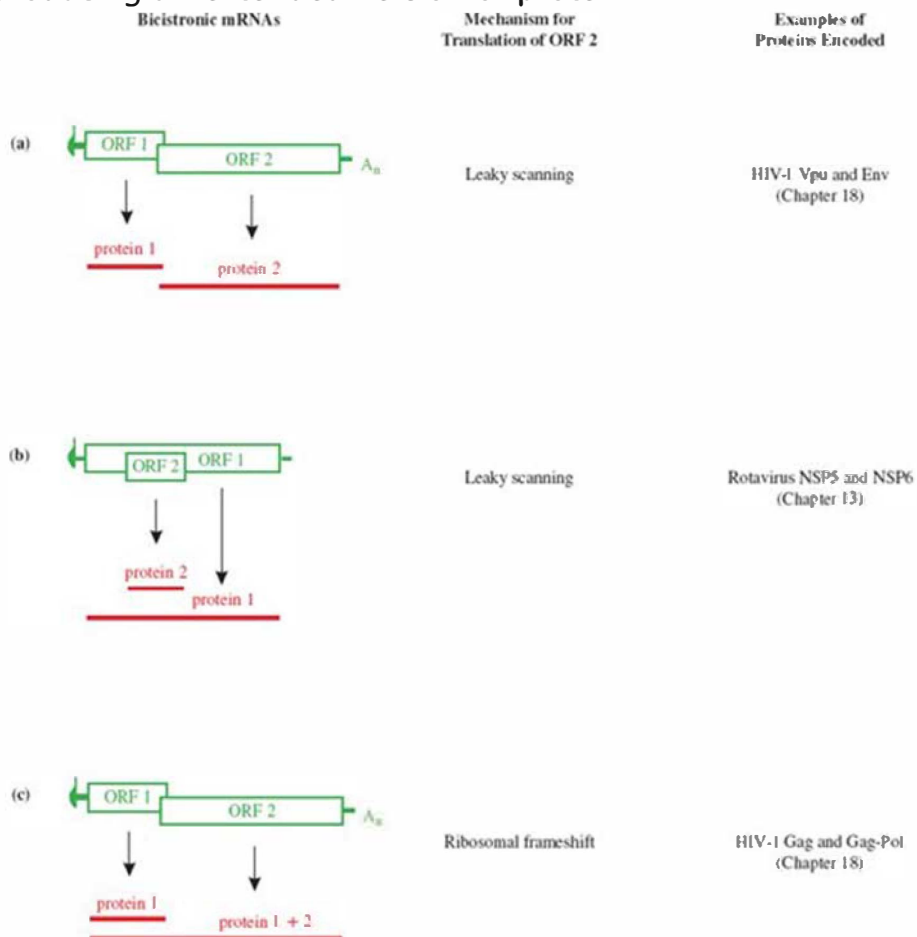 Bicistronic mRNAs
Mechanism for
Translation of ORF 2
Examples of
Proteins Encoded
(a)
ORF 1
ORF 2
An
protein 1
protein 2
Leaky scanning
HIV-1 Vpu and Env
(Chapter 18)
(b)
ORF 2
ORF 1
protein 2
protein 1
Leaky scanning
Rotavirus NSP5 and NSP6
(Chapter 13)
(c)
ORF 1
ORF 2
An
protein 1
protein 1 + 2
Ribosomal frameshift
HIV-1 Gag and Gag-Pol
(Chapter 18)